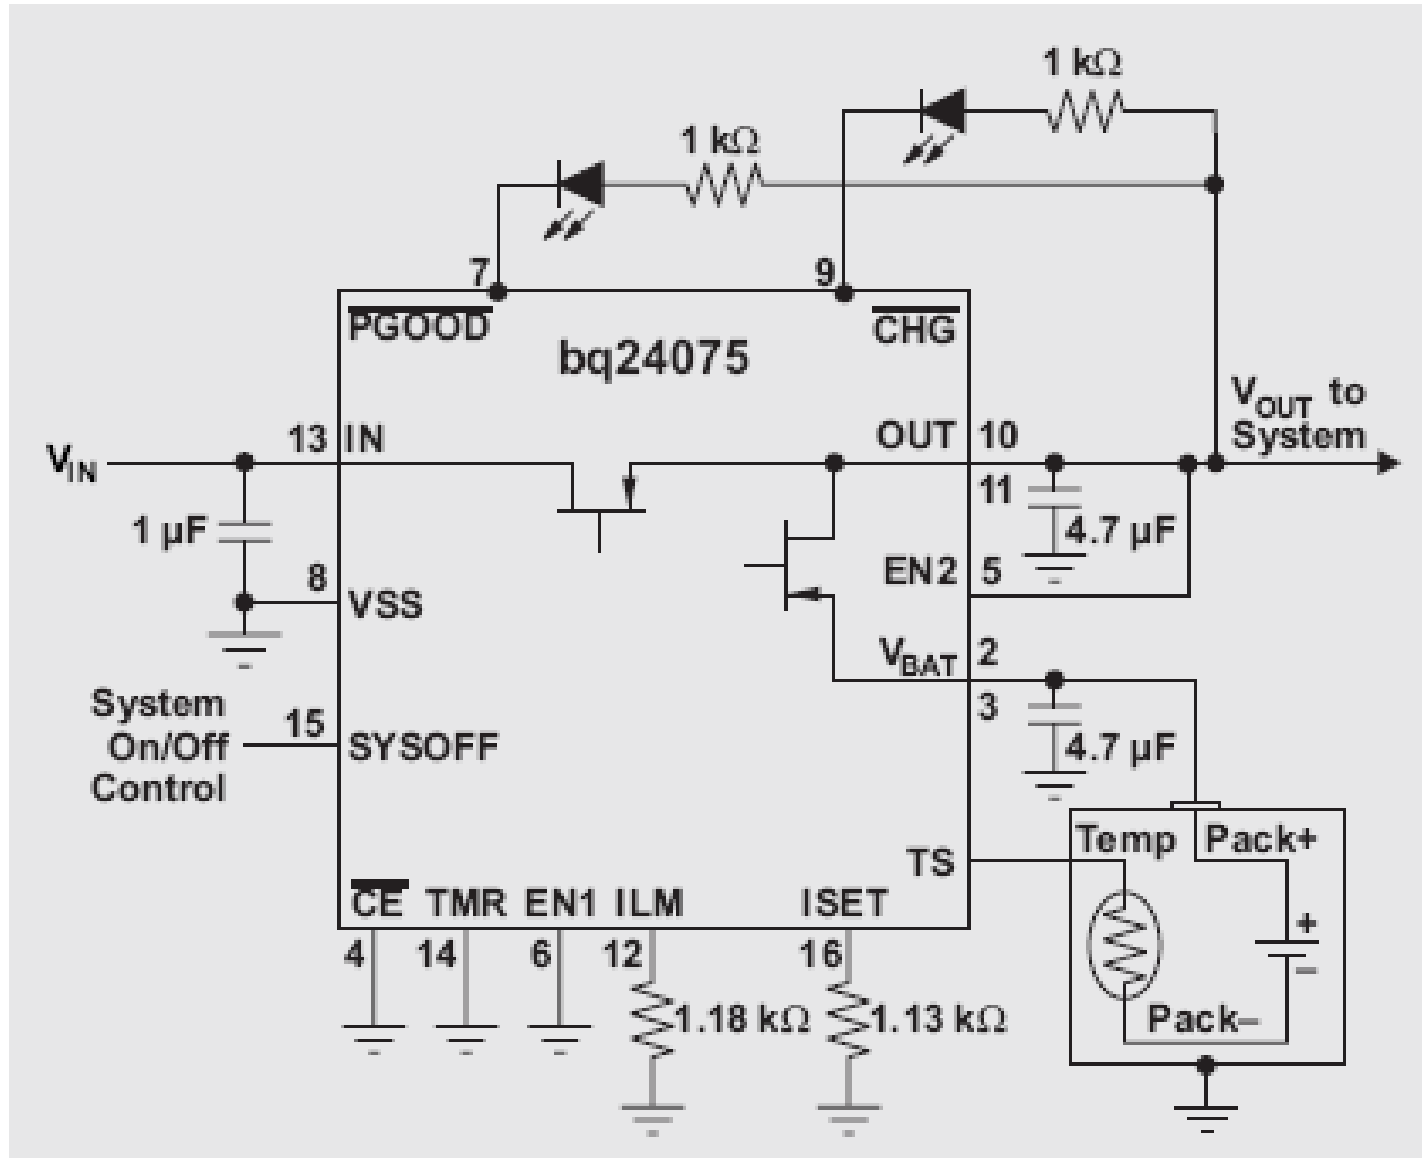 1 kΩ
1 kΩ
7
9
PGOOD
CHG
bq24075
VOUT to
System
13
IN
OUT
10
VIN
11
1 µF
4.7 µF
8
EN2
5
VSS
VBAT
2
3
System
On/Off
Control
15
SYSOFF
4.7 µF
Temp
Pack+
TS
CE
TMR
EN1
ILM
ISET
+
4
14
6
12
16
–
1.18 kΩ
1.13 kΩ
Pack–